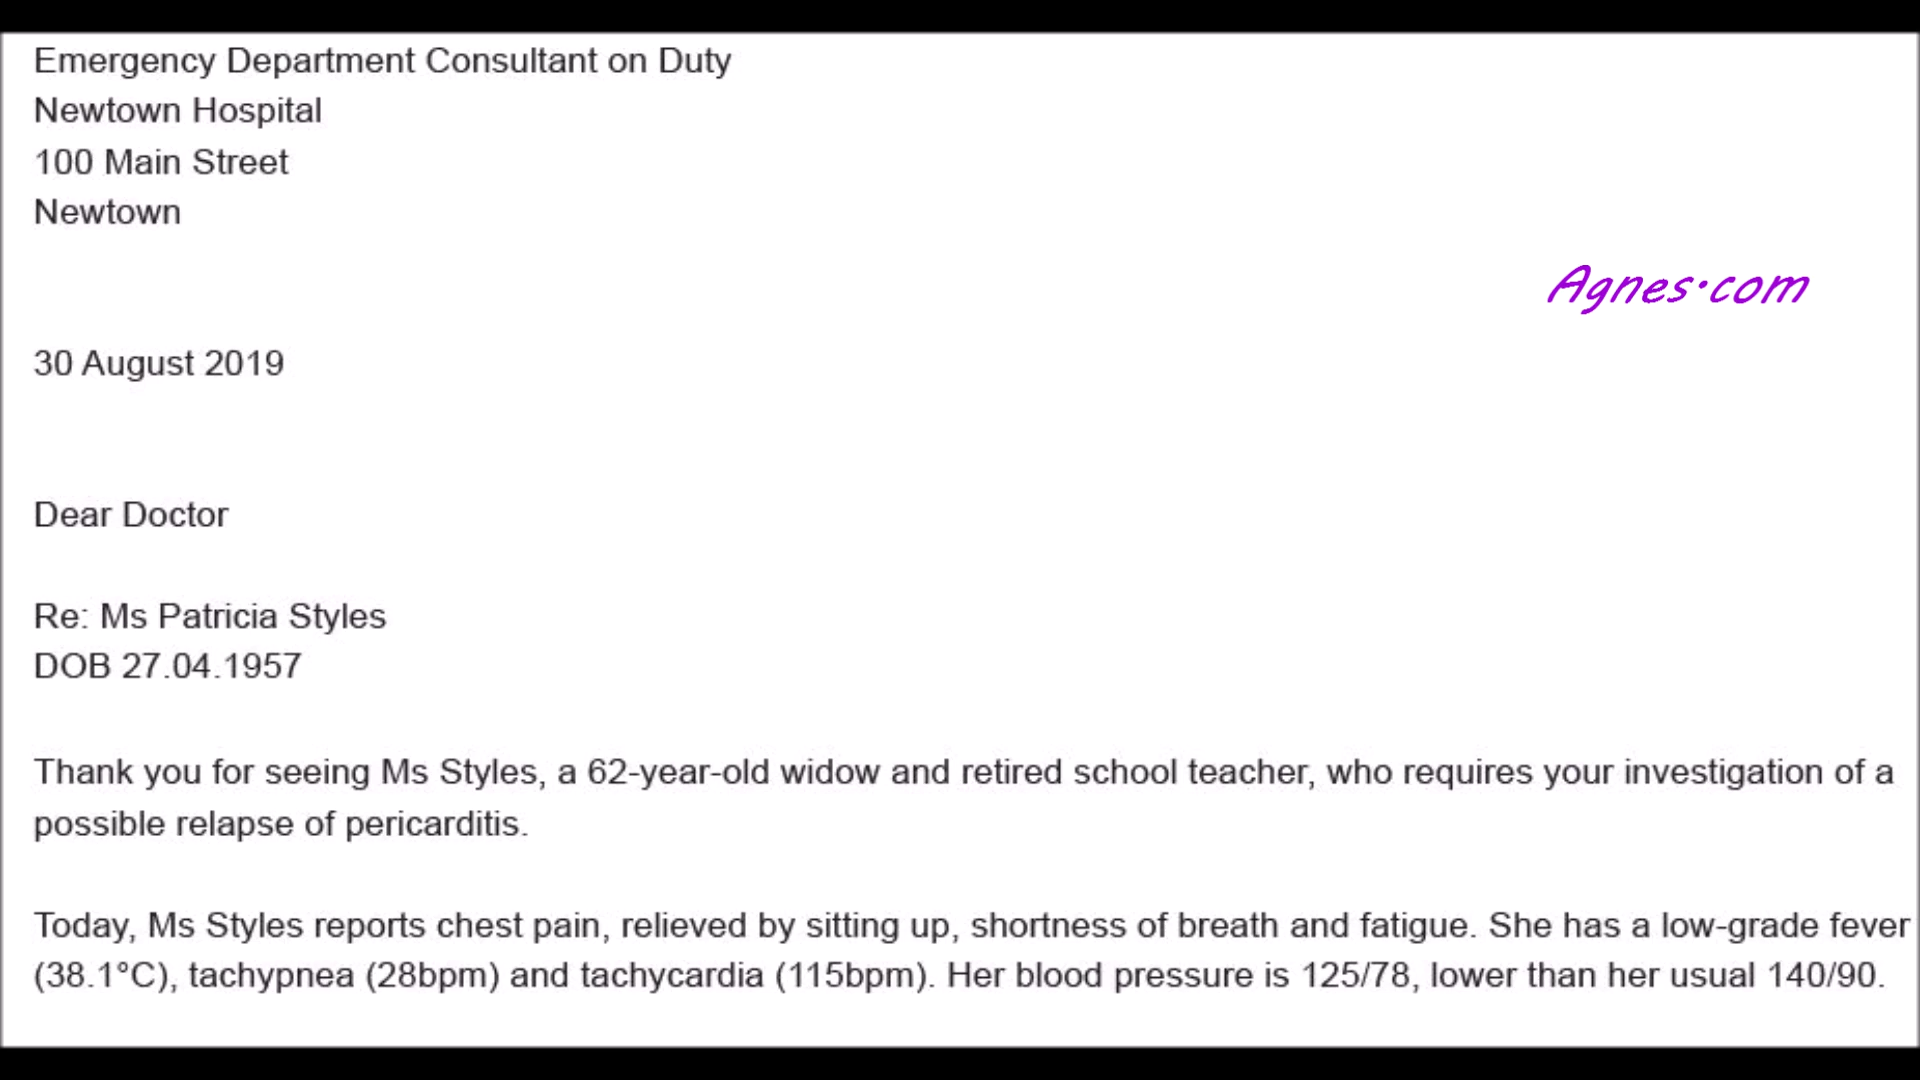 Emergency Department Consultant on Duty
Newtown Hospital
100 Main Street
Newtown
Agnes.com
30 August 2019
Dear Doctor
Re: Ms Patricia Styles
DOB 27.04.1957
Thank you for seeing Ms Styles, a 62-year-old widow and retired school teacher, who requires your investigation of a
possible relapse of pericarditis.
Today, Ms Styles reports chest pain, relieved by sitting up, shortness of breath and fatigue. She has a low-grade fever
(38.1°C), tachypnea (28bpm) and tachycardia (115bpm). Her blood pressure is 125/78, lower than her usual 140/90.